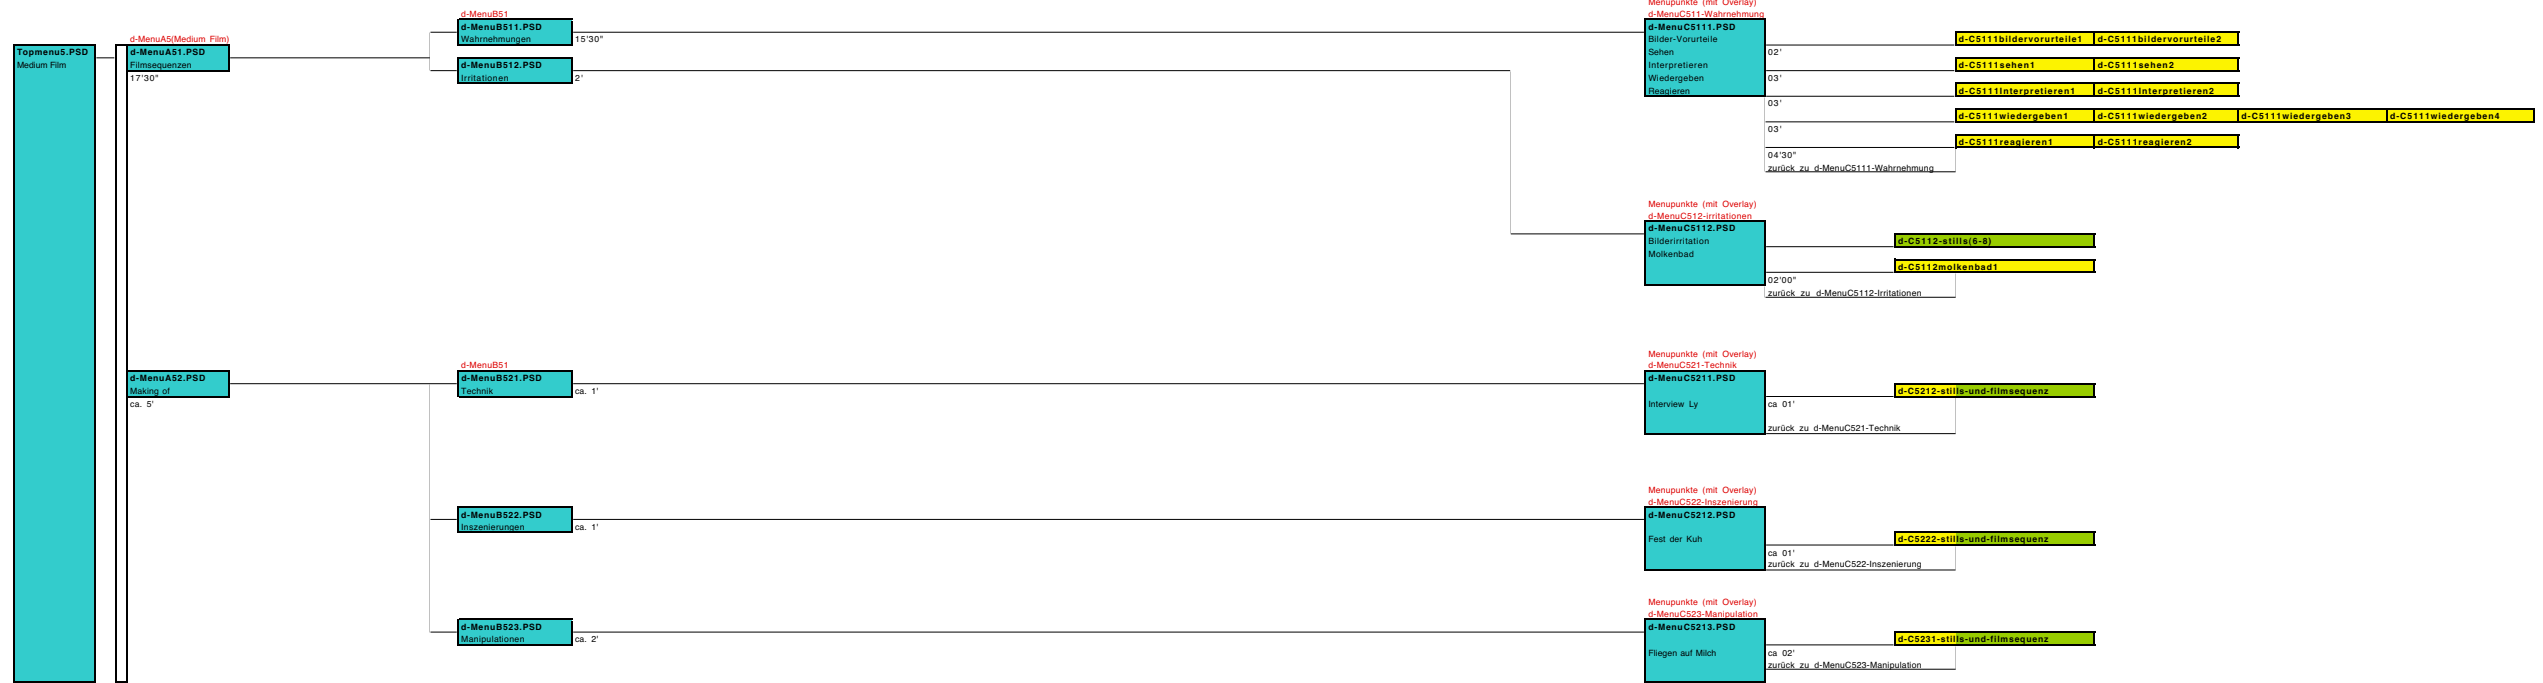 Topmenu5.PSD
Medium Film
d-MenuA5(Medium Film)
d-MenuA51.PSD
Filmsequenzen
17'30"
d-MenuB51
d-MenuB511.PSD
Wahrnehmungen
15'30"
d-MenuB512.PSD
Irritationen
2'
Menupunkte (mit Overlay)
d-MenuC511-Wahrnehmung
d-MenuC5111.PSD
Bilder-Vorurteile
Sehen
Interpretieren
Wiedergeben
Reagieren
02'
03'
03'
03'
04'30"
zurück zu d-MenuC5111-Wahrnehmung
d-C5111bildervorurteile1 d-C5111bildervorurteile2
d-C5111sehen1 d-C5111sehen2
d-C5111Interpretieren1 d-C5111Interpretieren2
d-C5111wiedergeben1 d-C5111wiedergeben2 d-C5111wiedergeben3 d-C5111wiedergeben4
d-C5111reagieren1 d-C5111reagieren2
Menupunkte (mit Overlay)
d-MenuC512-irritationen
d-MenuC5112.PSD
Bilderirritation
Molkenbad
d-C5112-stills(6-8)
d-C5112molkenbad1
02'00"
zurück zu d-MenuC5112-Irritationen
d-MenuA52.PSD
Making of
ca. 5'
d-MenuB51
d-MenuB521.PSD
Technik
ca. 1'
Menupunkte (mit Overlay)
d-MenuC521-Technik
d-MenuC5211.PSD
Interview Ly
ca 01'
zurück zu d-MenuC521-Technik
d-C5212-stills-und-filmsequenz
d-MenuB522.PSD
Inszenierungen
ca. 1'
Menupunkte (mit Overlay)
d-MenuC522-Inszenierung
d-MenuC5212.PSD
Fest der Kuh
ca 01'
zurück zu d-MenuC522-Inszenierung
d-C5222-stills-und-filmsequenz
d-MenuB523.PSD
Manipulationen
ca. 2'
Menupunkte (mit Overlay)
d-MenuC523-Manipulation
d-MenuC5213.PSD
Fliegen auf Milch
ca 02'
zurück zu d-MenuC523-Manipulation
d-C5231-stills-und-filmsequenz